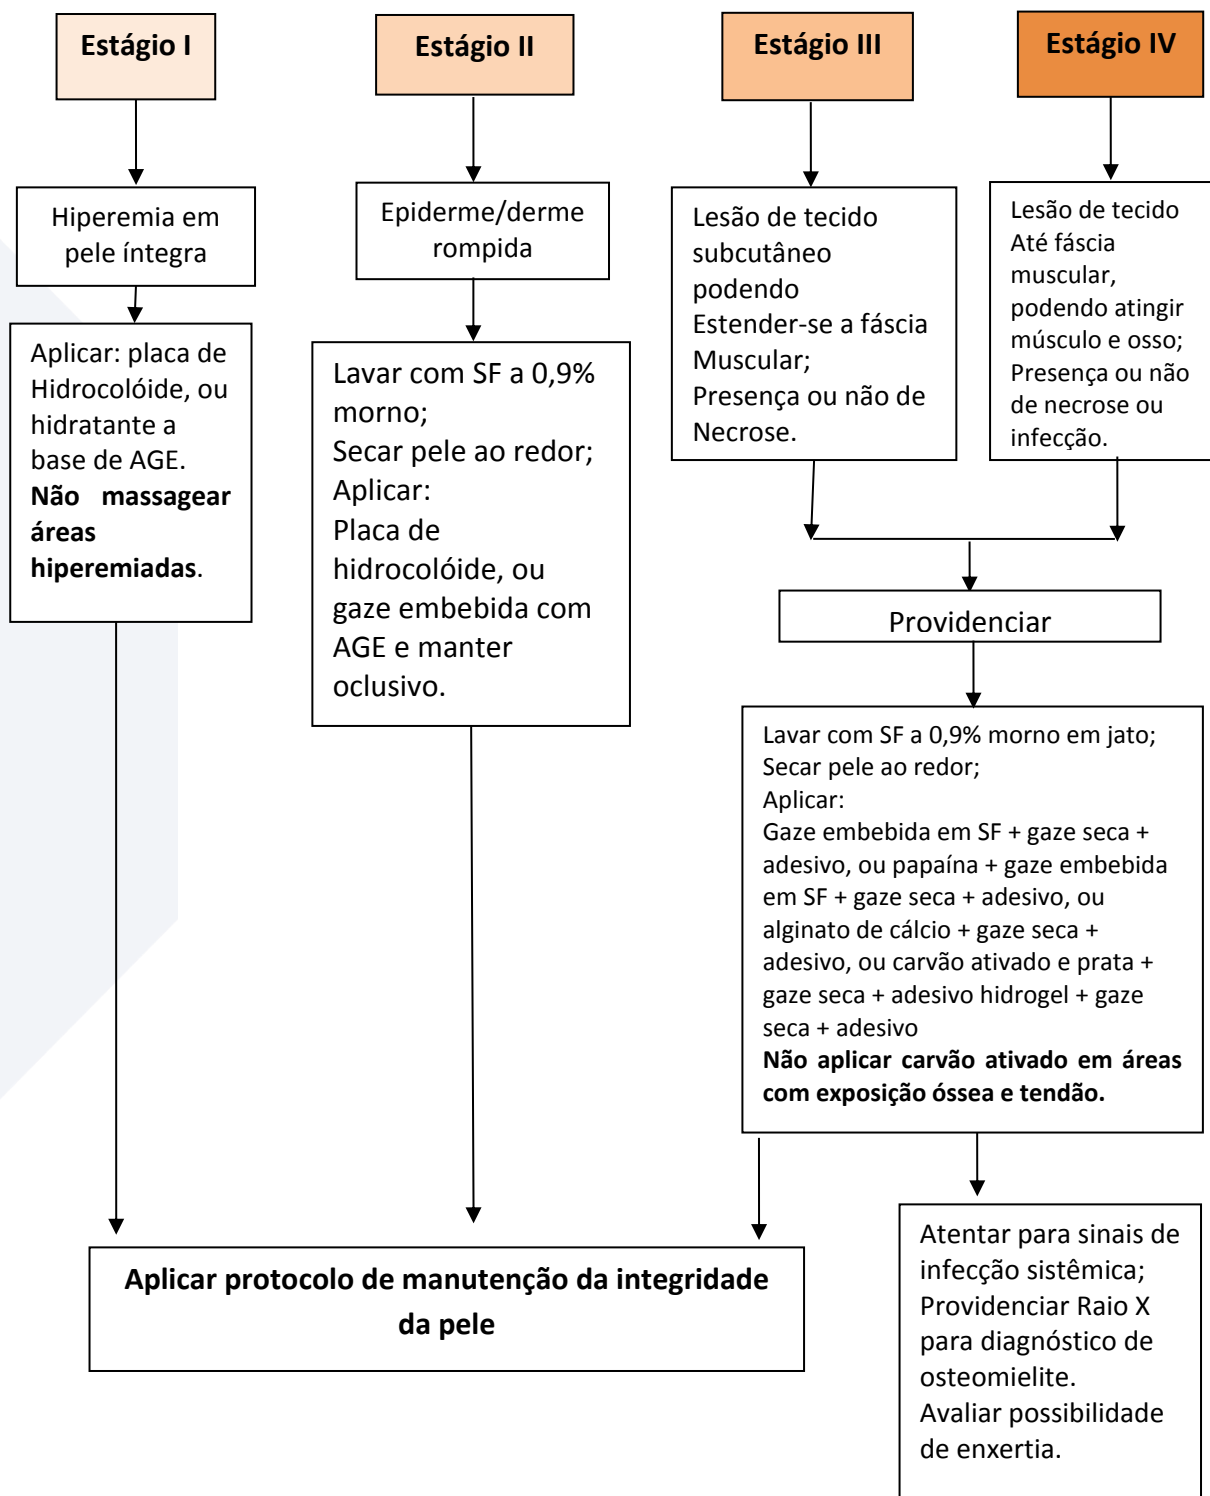 Estágio I
Estágio II
Estágio III
Estágio IV
Hiperemia em
pele íntegra
Epiderme/derme
rompida
Lesão de tecido
subcutâneo
podendo
Estender-se a fáscia
Muscular;
Presença ou não de
Necrose.
Lesão de tecido
Até fáscia
muscular,
podendo atingir
músculo e osso;
Presença ou não
de necrose ou
infecção.
Aplicar: placa de
Hidrocolóide, ou
hidratante a
base de AGE.
Não massagear
áreas
hiperemiadas.
Lavar com SF a 0,9%
morno;
Secar pele ao redor;
Aplicar:
Placa de
hidrocolóide, ou
gaze embebida com
AGE e manter
oclusivo.
Providenciar
Lavar com SF a 0,9% morno em jato;
Secar pele ao redor;
Aplicar:
Gaze embebida em SF + gaze seca +
adesivo, ou papaína + gaze embebida
em SF + gaze seca + adesivo, ou
alginato de cálcio + gaze seca +
adesivo, ou carvão ativado e prata +
gaze seca + adesivo hidrogel + gaze
seca + adesivo
Não aplicar carvão ativado em áreas
com exposição óssea e tendão.
Aplicar protocolo de manutenção da integridade
da pele
Atentar para sinais de
infecção sistêmica;
Providenciar Raio X
para diagnóstico de
osteomielite.
Avaliar possibilidade
de enxertia.